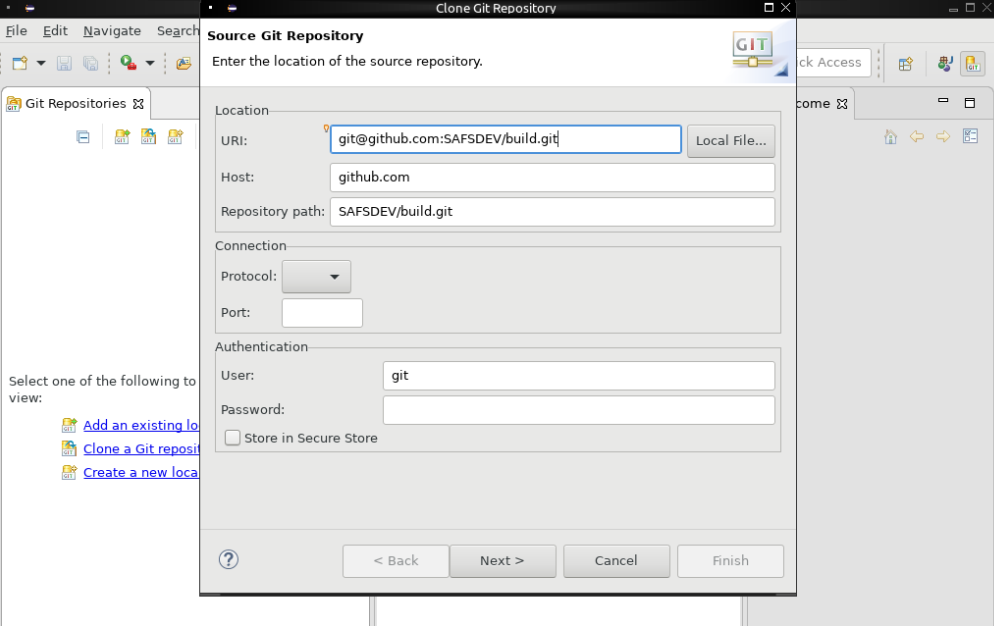 Clone Git Repository
File Edit Navigate Search
Source Git Repository
Enter the location of the source repository.
GIT
Access
Git Repositories
Location
URI: git@github.com:SAFSDEV/build.git Local File...
Host: github.com
Repository path: SAFSDEV/build.git
Connection
Protocol:
Port:
Authentication
User: git
Password:
Store in Secure Store
Select one of the following to
view:
Add an existing lo
Clone a Git reposit
Create a new loca
< Back Next > Cancel Finish